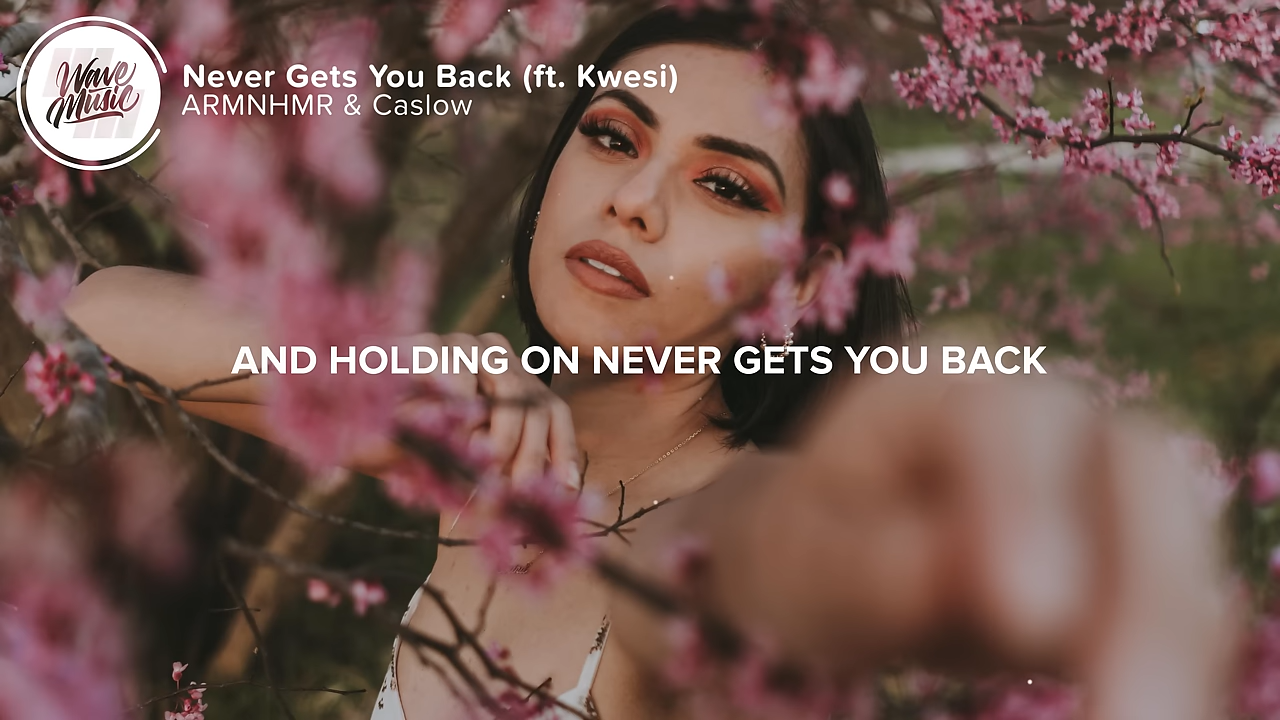 Wave
Music
Never Gets You Back (ft. Kwesi)
ARMNHMR & Caslow
AND HOLDING ON NEVER GETS YOU BACK